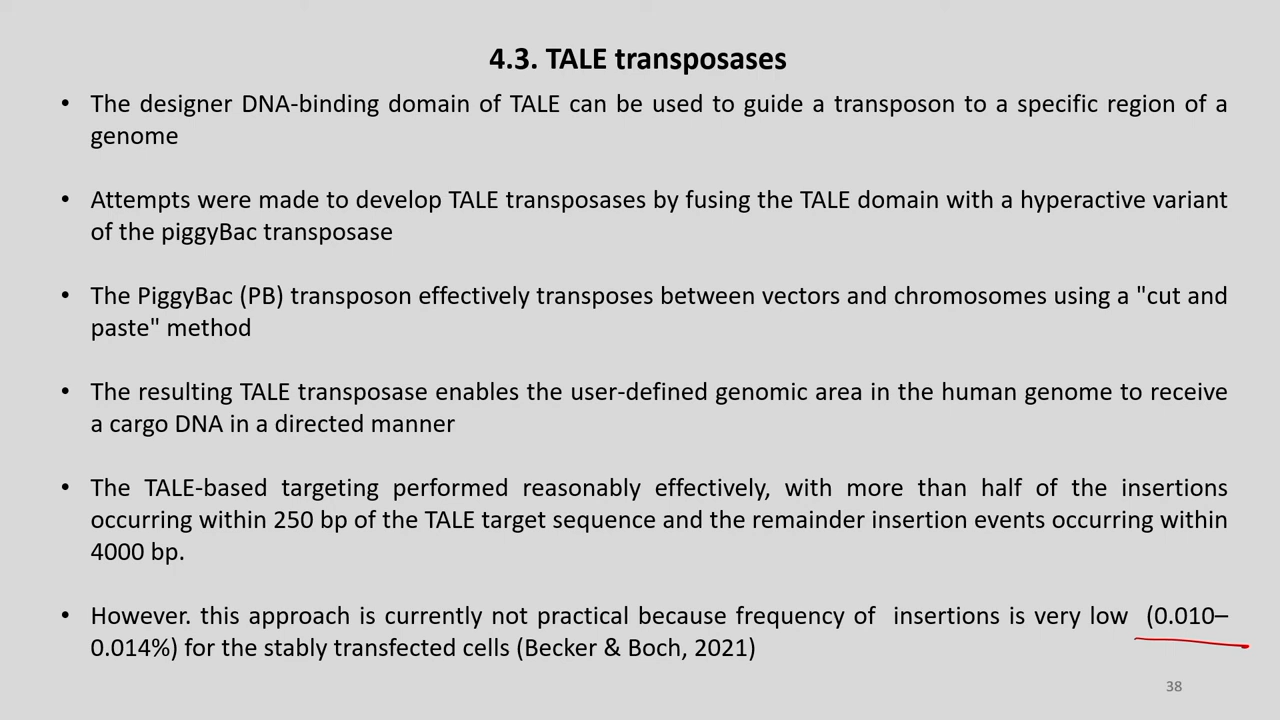 4.3. TALE transposases
• The designer DNA-binding domain of TALE can be used to guide a transposon to a specific region of a
genome
• Attempts were made to develop TALE transposases by fusing the TALE domain with a hyperactive variant
of the piggyBac transposase
• The PiggyBac (PB) transposon effectively transposes between vectors and chromosomes using a "cut and
paste" method
• The resulting TALE transposase enables the user-defined genomic area in the human genome to receive
a cargo DNA in a directed manner
• The TALE-based targeting performed reasonably effectively, with more than half of the insertions
occurring within 250 bp of the TALE target sequence and the remainder insertion events occurring within
4000 bp.
• However. this approach is currently not practical because frequency of insertions is very low (0.010–
0.014%) for the stably transfected cells (Becker & Boch, 2021)
38